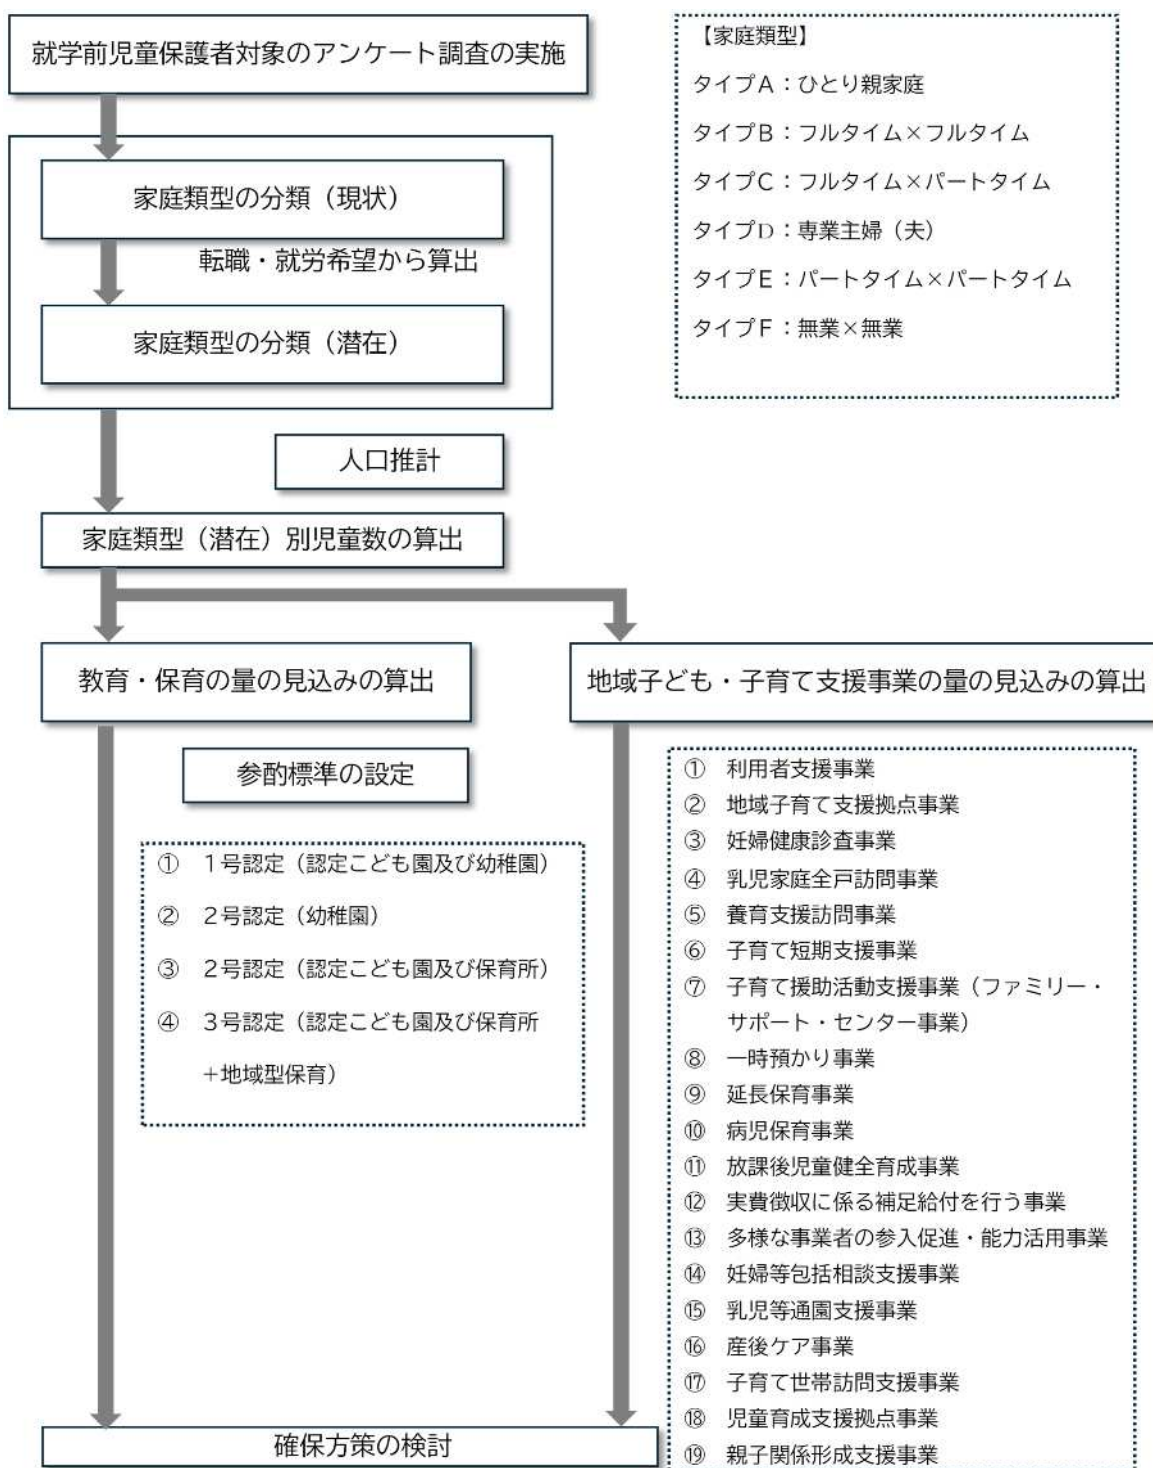 就学前児童保護者対象のアンケート調査の実施
家庭類型の分類（現状）
転職・就労希望から算出
家庭類型の分類（潜在）
【家庭類型】
タイプA：ひとり親家庭
タイプB：フルタイム×フルタイム
タイプC：フルタイム×パートタイム
タイプD：専業主婦（夫）
タイプE：パートタイム×パートタイム
タイプF：無業×無業
人口推計
家庭類型（潜在）別児童数の算出
教育・保育の量の見込みの算出
参酌標準の設定
① 1号認定（認定こども園及び幼稚園）
② 2号認定（幼稚園）
③ 2号認定（認定こども園及び保育所）
④ 3号認定（認定こども園及び保育所
＋地域型保育）
地域子ども・子育て支援事業の量の見込みの算出
① 利用者支援事業
② 地域子育て支援拠点事業
③ 妊婦健康診査事業
④ 乳児家庭全戸訪問事業
⑤ 養育支援訪問事業
⑥ 子育て短期支援事業
⑦ 子育て援助活動支援事業（ファミリー・
サポート・センター事業）
⑧ 一時預かり事業
⑨ 延長保育事業
⑩ 病児保育事業
⑪ 放課後児童健全育成事業
⑫ 実費徴収に係る補足給付を行う事業
⑬ 多様な事業者の参入促進・能力活用事業
⑭ 妊婦等包括相談支援事業
⑮ 乳児等通園支援事業
⑯ 産後ケア事業
⑰ 子育て世帯訪問支援事業
⑱ 児童育成支援拠点事業
⑲ 親子関係形成支援事業
確保方策の検討